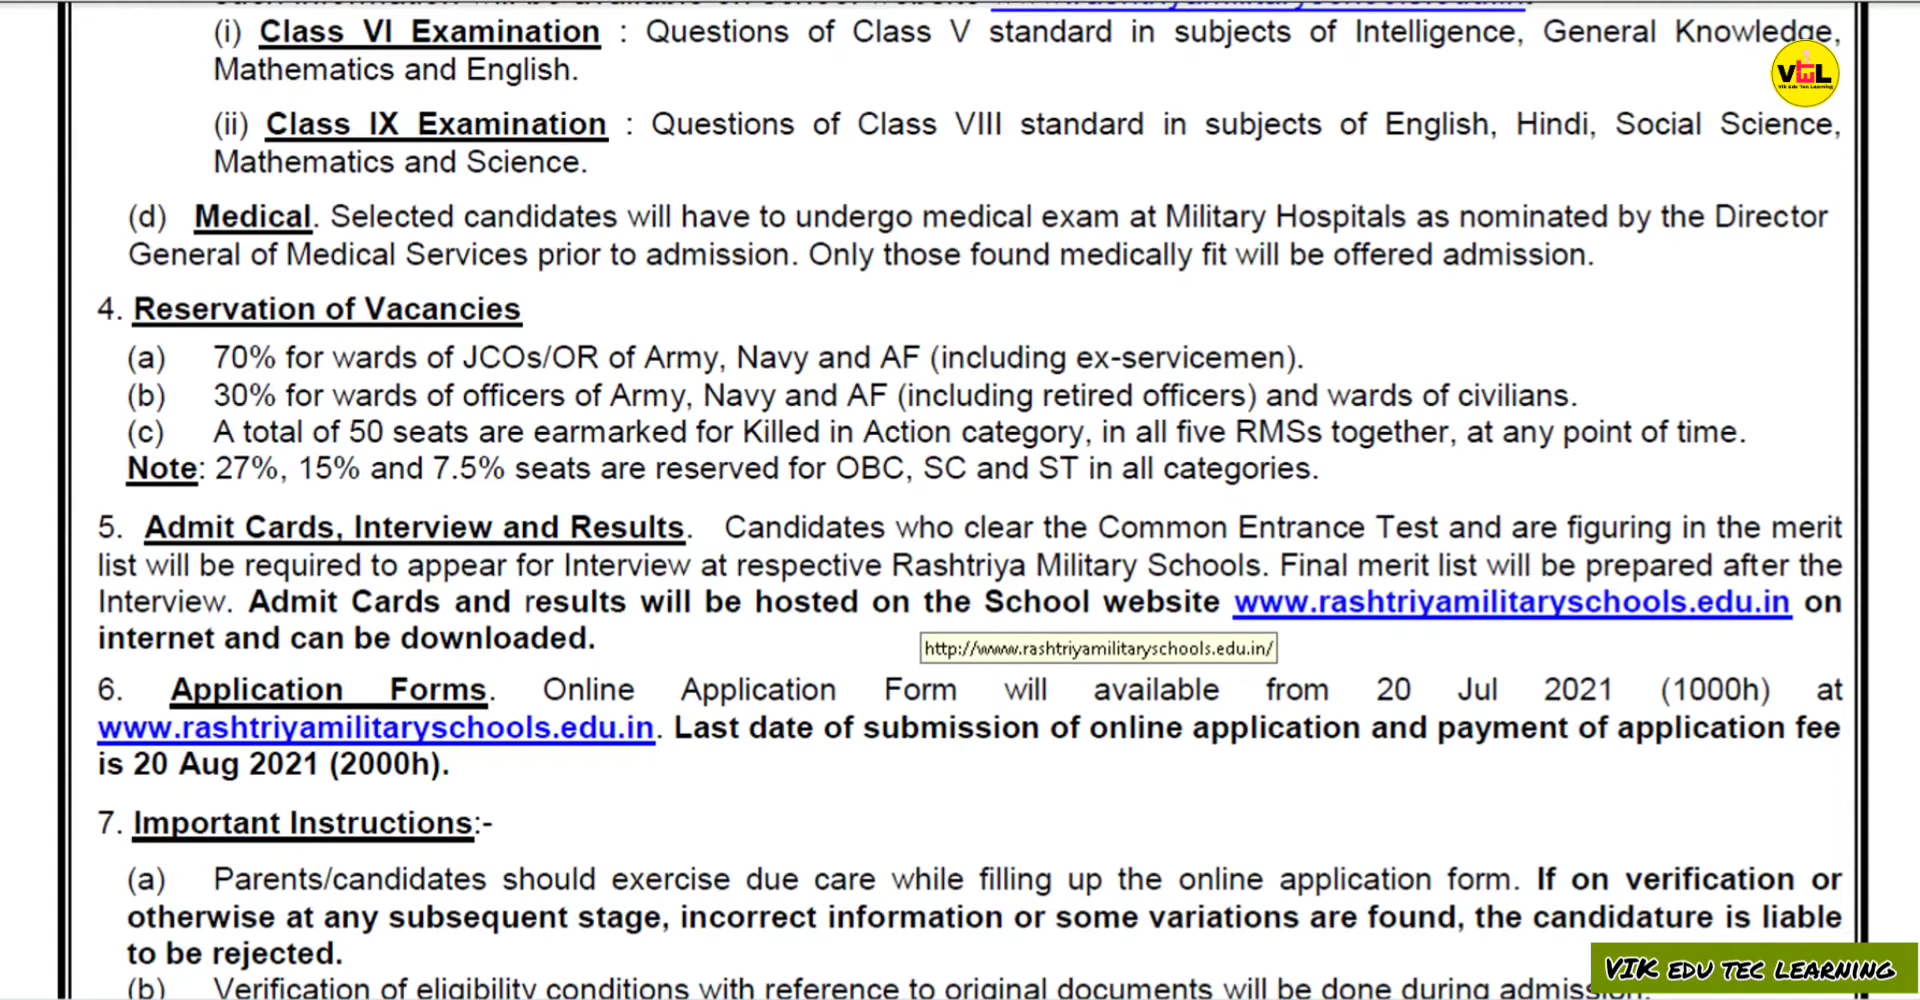 (i) Class VI Examination : Questions of Class V standard in subjects of Intelligence, General Knowledge,
Mathematics and English.
VETL
Vik Edu Tec Learning
(ii) Class IX Examination : Questions of Class VIII standard in subjects of English, Hindi, Social Science,
Mathematics and Science.
(d) Medical. Selected candidates will have to undergo medical exam at Military Hospitals as nominated by the Director
General of Medical Services prior to admission. Only those found medically fit will be offered admission.
4. Reservation of Vacancies
(a) 70% for wards of JCOs/OR of Army, Navy and AF (including ex-servicemen).
(b) 30% for wards of officers of Army, Navy and AF (including retired officers) and wards of civilians.
(c) A total of 50 seats are earmarked for Killed in Action category, in all five RMSs together, at any point of time.
Note: 27%, 15% and 7.5% seats are reserved for OBC, SC and ST in all categories.
5. Admit Cards, Interview and Results. Candidates who clear the Common Entrance Test and are figuring in the merit
list will be required to appear for Interview at respective Rashtriya Military Schools. Final merit list will be prepared after the
Interview. Admit Cards and results will be hosted on the School website www.rashtriyamilitaryschools.edu.in on
internet and can be downloaded.
http://www.rashtriyamilitaryschools.edu.in/
6. Application Forms. Online Application Form will available from 20 Jul 2021 (1000h) at
www.rashtriyamilitaryschools.edu.in. Last date of submission of online application and payment of application fee
is 20 Aug 2021 (2000h).
7. Important Instructions:-
(a) Parents/candidates should exercise due care while filling up the online application form. If on verification or
otherwise at any subsequent stage, incorrect information or some variations are found, the candidature is liable
to be rejected.
(b) Verification of eligibility conditions with reference to original documents will be done during admission.
VIK EDU TEC LEARNING